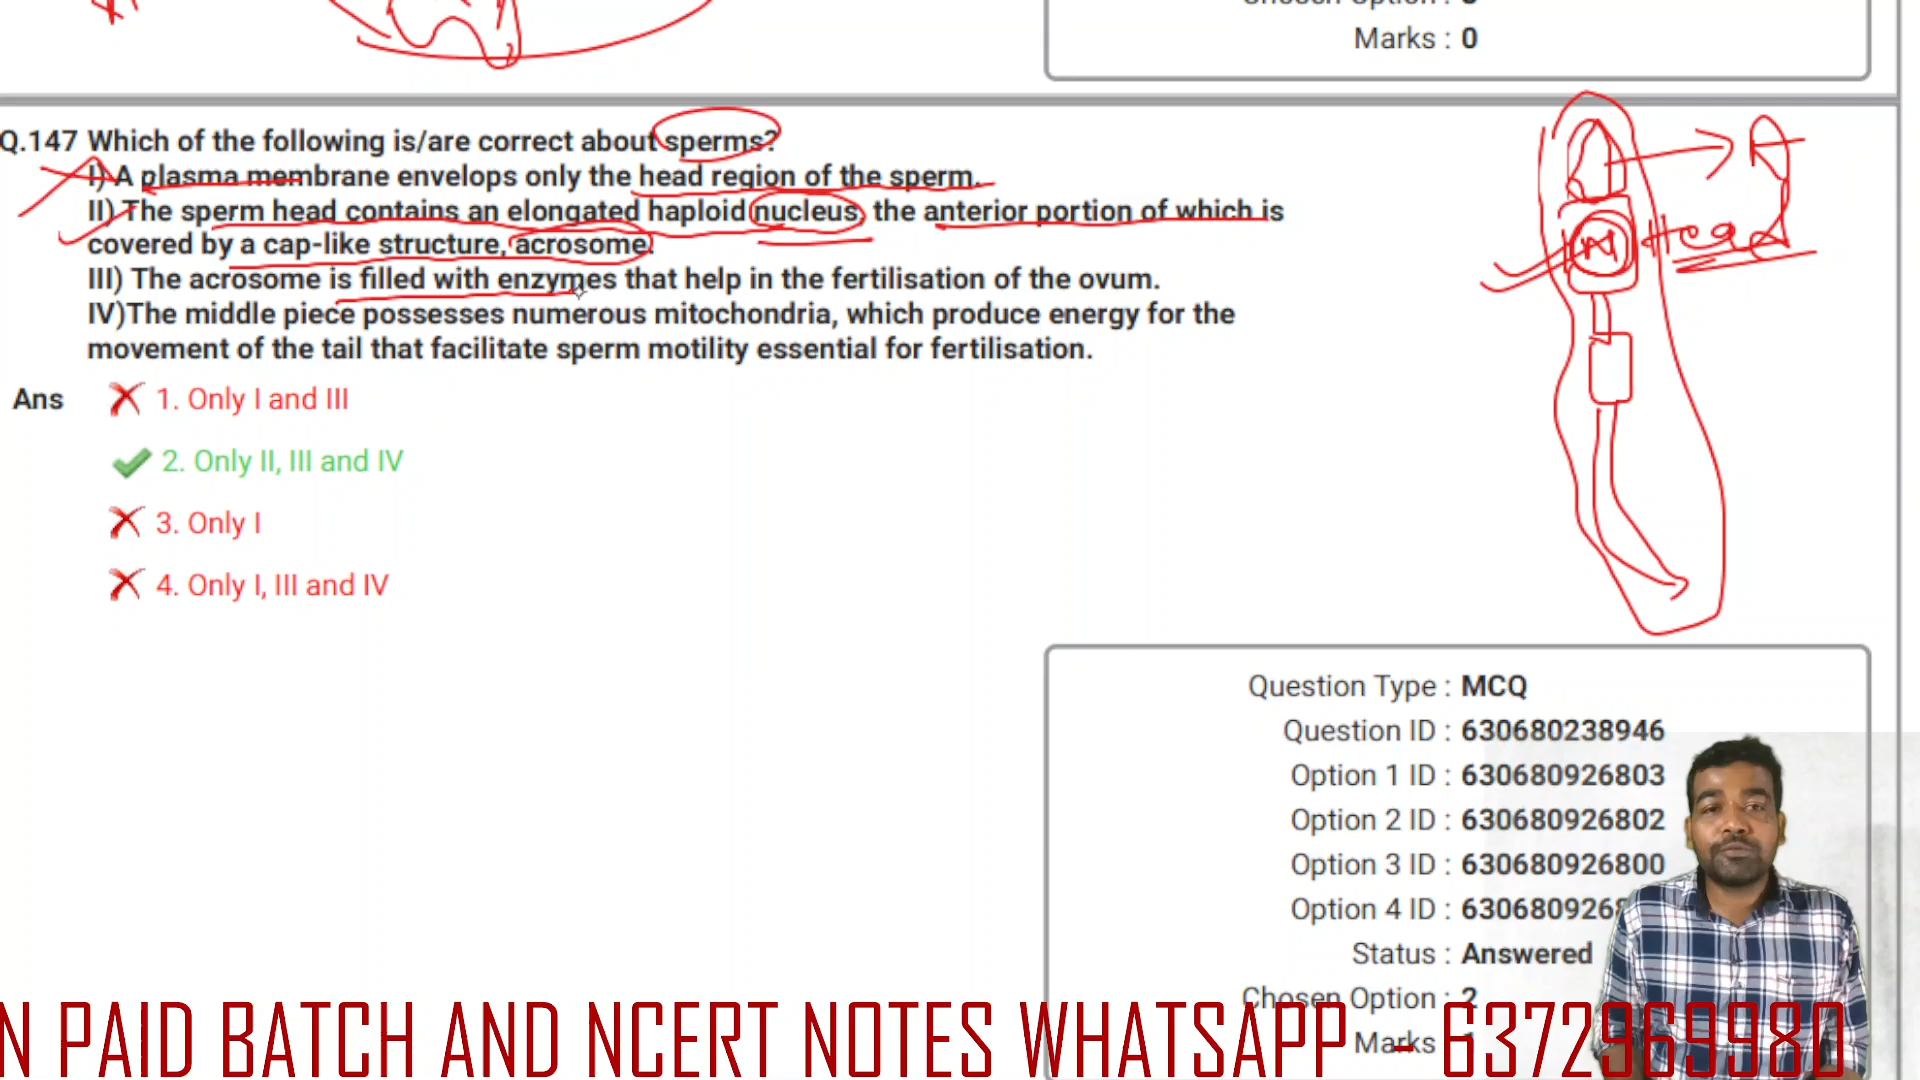 Marks : 0
Q.147 Which of the following is/are correct about sperms?
I) A plasma membrane envelops only the head region of the sperm.
II) The sperm head contains an elongated haploid nucleus, the anterior portion of which is
covered by a cap-like structure, acrosome.
III) The acrosome is filled with enzymes that help in the fertilisation of the ovum.
IV)The middle piece possesses numerous mitochondria, which produce energy for the
movement of the tail that facilitate sperm motility essential for fertilisation.
A
N Head
Ans 1. Only I and III
2. Only II, III and IV
3. Only I
4. Only I, III and IV
Question Type : MCQ
Question ID : 630680238946
Option 1 ID : 630680926803
Option 2 ID : 630680926802
Option 3 ID : 630680926800
Option 4 ID :
Status : Answered
Chosen Option : 2
Marks :
N PAID BATCH AND NCERT NOTES WHATSAPP - 6372969980